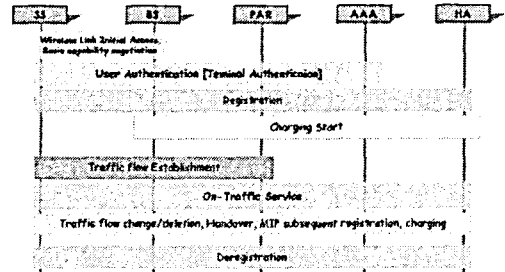 SS BS PAR AAA HA
Wireless Link Initial Access,
Basic capability negotiation
User Authentication [Teminal Authentication]
Registration
Charging Start
Traffic flow Establishment
On-Traffic Service
Traffic flow change/deletion, Handover, MIP subsequent registration, charging
Deregistration